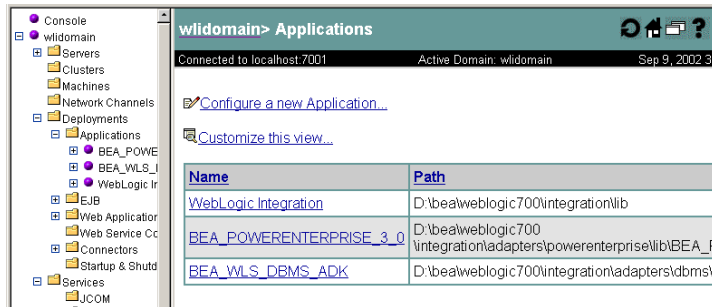 Console
wlidomain
Servers
Clusters
Machines
Network Channels
Deployments
Applications
BEA_POWE
BEA_WLS_I
WebLogic Ir
EJB
Web Application
Web Service Cc
Connectors
Startup & Shutd
Services
JCOM
wlidomain> Applications
Connected to localhost:7001 Active Domain: wlidomain Sep 9, 2002 3
Configure a new Application...
Customize this view...
Name Path
WebLogic Integration D:\bea\weblogic700\integration\lib
BEA_POWERENTERPRISE_3_0 D:\bea\weblogic700
\integration\adapters\powerenterprise\lib\BEA_P
BEA_WLS_DBMS_ADK D:\bea\weblogic700\integration\adapters\dbms\